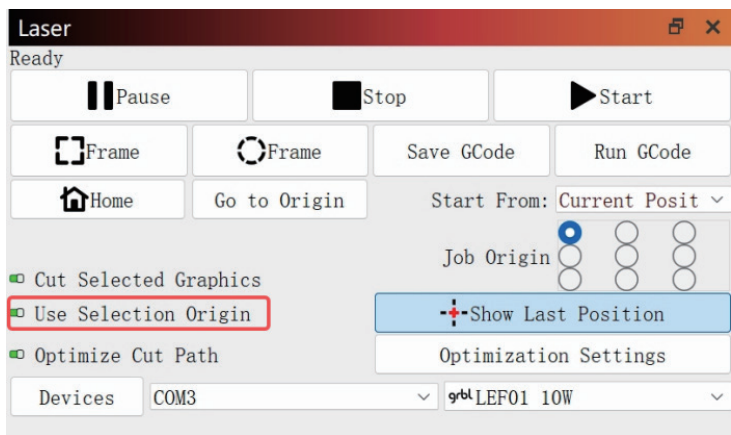 Laser
Ready
Pause Stop Start
Frame Frame Save GCode Run GCode
Home Go to Origin Start From: Current Posit
Job Origin
Cut Selected Graphics
Use Selection Origin Show Last Position
Optimize Cut Path Optimization Settings
Devices COM3 grbl LEF01 10W